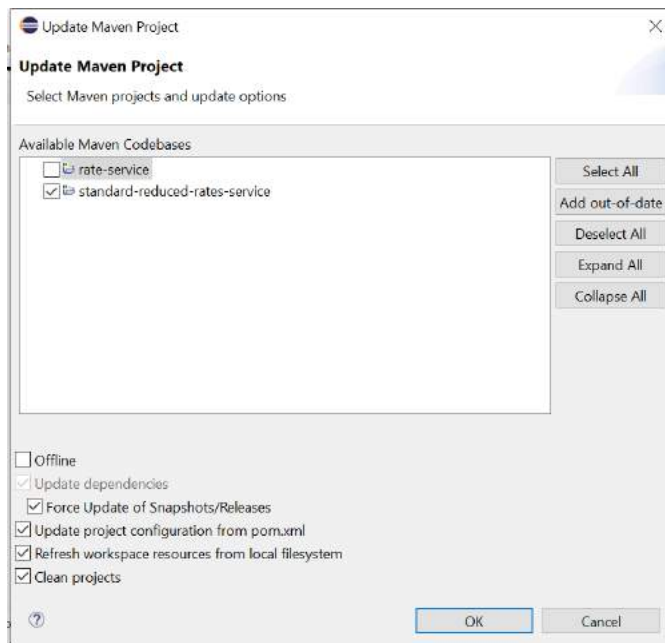 Update Maven Project
Update Maven Project
Select Maven projects and update options
Available Maven Codebases
rate-service
standard-reduced-rates-service
Select All
Add out-of-date
Deselect All
Expand All
Collapse All
Offline
Update dependencies
Force Update of Snapshots/Releases
Update project configuration from pom.xml
Refresh workspace resources from local filesystem
Clean projects
?
OK
Cancel